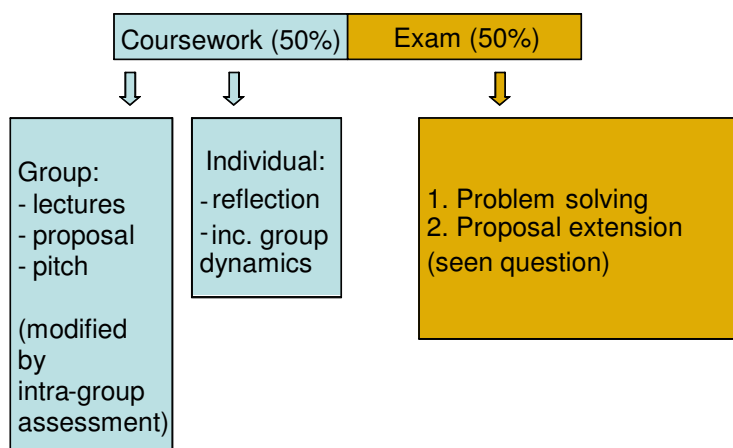 Coursework (50%)
Exam (50%)
Group:
- lectures
- proposal
- pitch
(modified
by
intra-group
assessment)
Individual:
- reflection
- inc. group
dynamics
1. Problem solving
2. Proposal extension
(seen question)